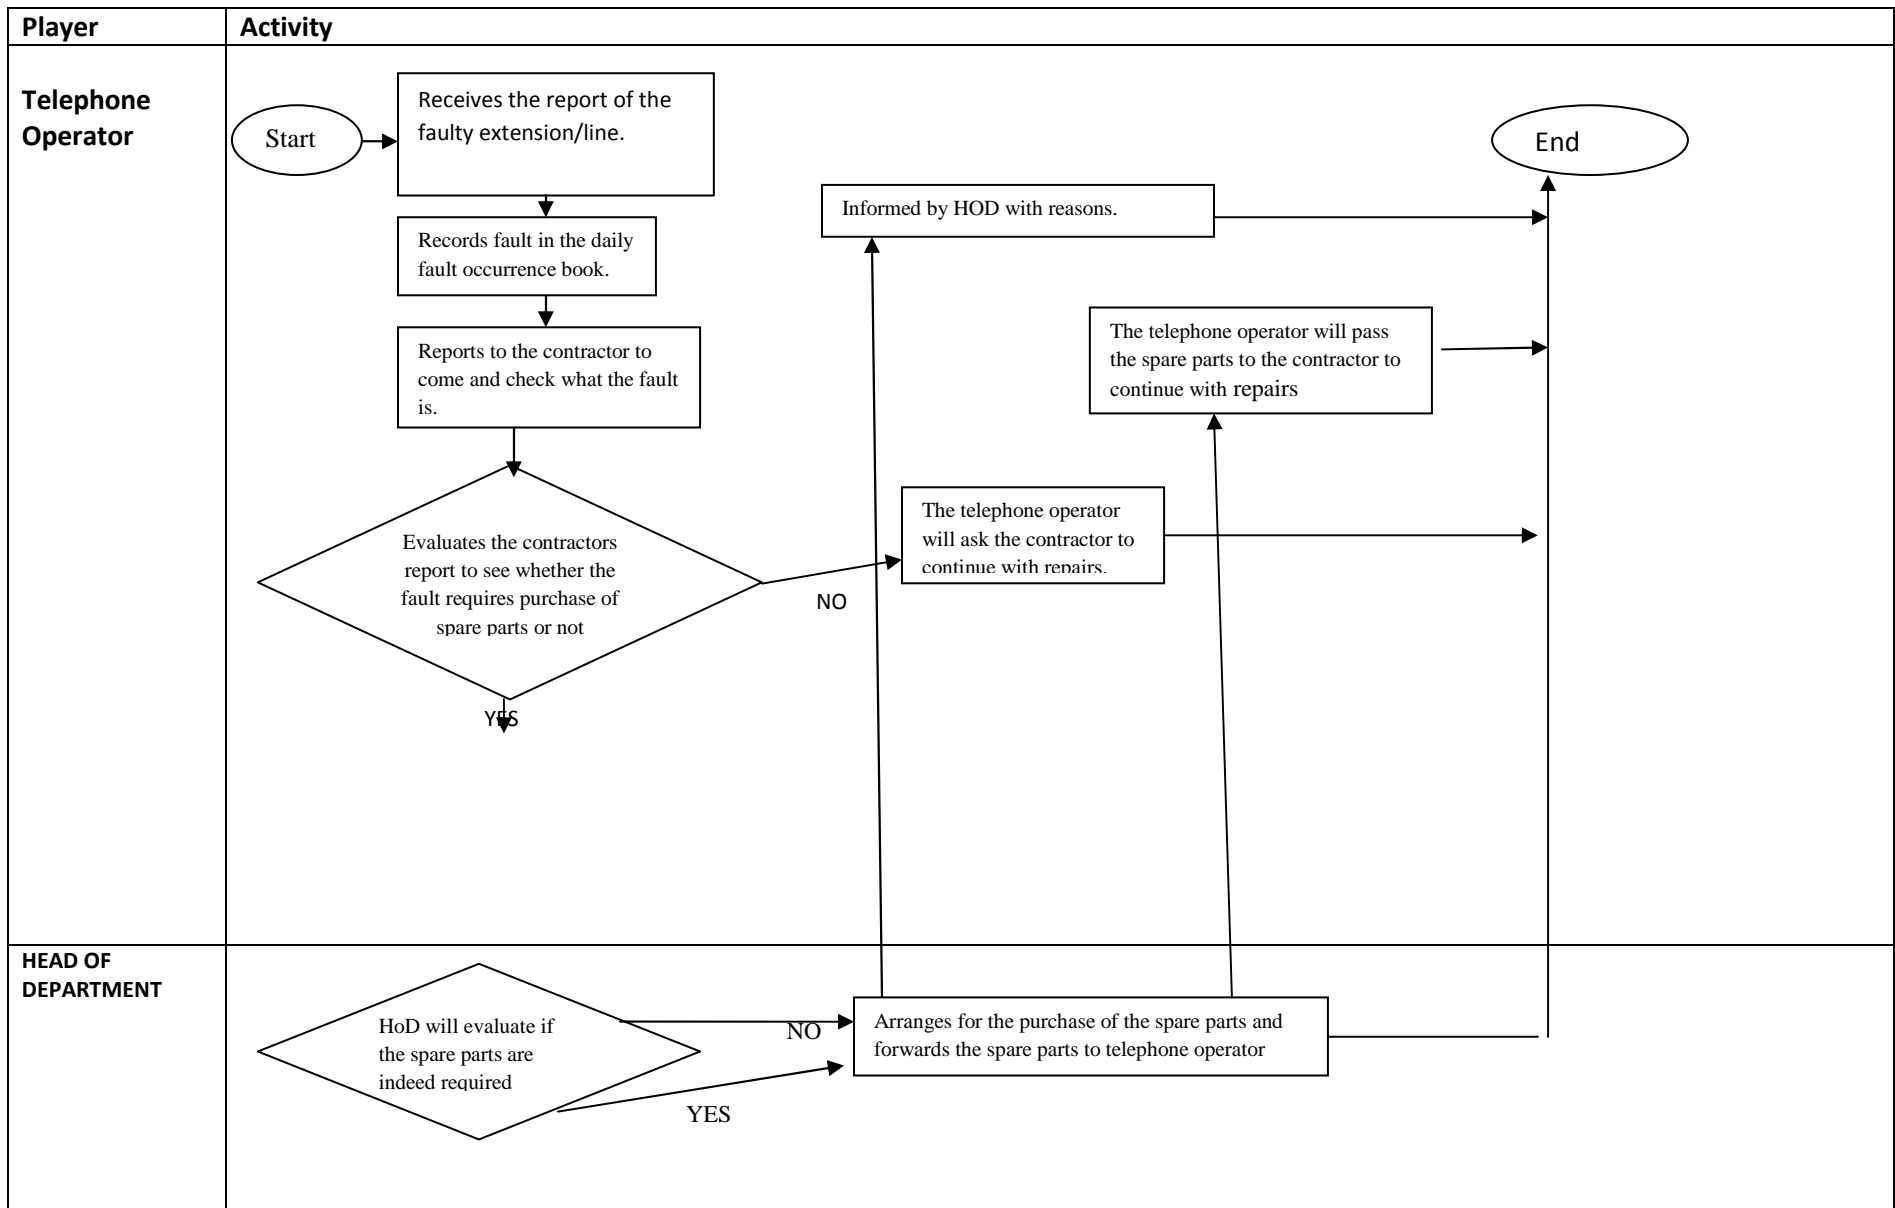 Player
Activity
Telephone
Operator
Start
Receives the report of the
faulty extension/line.
End
Informed by HOD with reasons.
Records fault in the daily
fault occurrence book.
Reports to the contractor to
come and check what the fault
is.
The telephone operator will pass
the spare parts to the contractor to
continue with repairs
The telephone operator
will ask the contractor to
continue with repairs.
Evaluates the contractors
report to see whether the
fault requires purchase of
spare parts or not
NO
YES
HEAD OF
DEPARTMENT
HoD will evaluate if
the spare parts are
indeed required
NO
Arranges for the purchase of the spare parts and
forwards the spare parts to telephone operator
YES